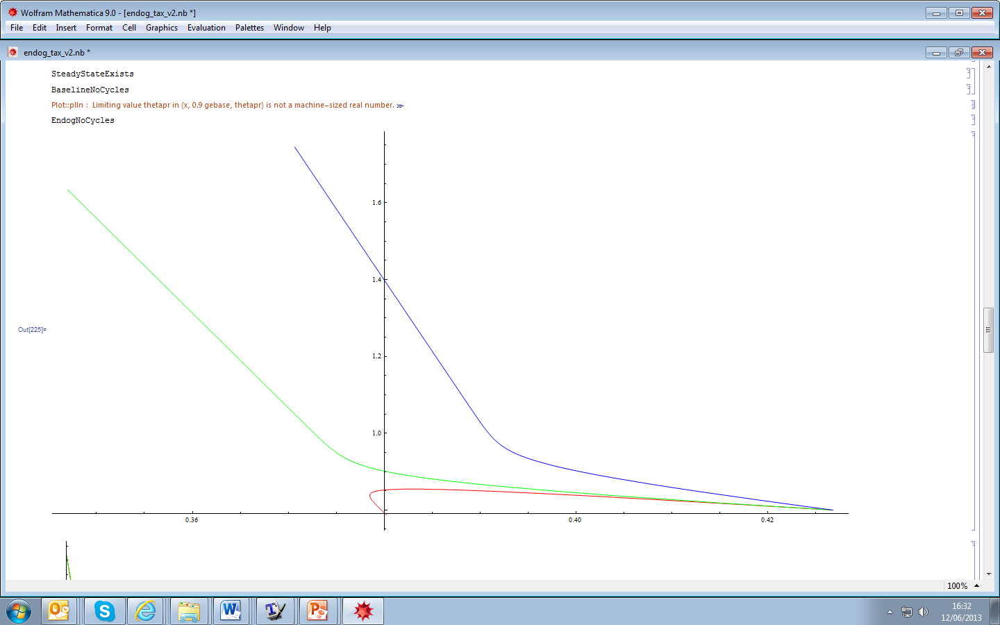 Wolfram Mathematica 9.0 - [endog_tax_v2.nb *]
File Edit Insert Format Cell Graphics Evaluation Palettes Window Help
endog_tax_v2.nb *
SteadyStateExists
BaselineNoCycles
Plot::plln : Limiting value thetapr in {x, 0.9 gebase, thetapr} is not a machine-sized real number. ≫
EndogNoCycles
1.6
1.4
Out[225]=
1.2
1.0
0.36 0.40 0.42
100%
16:32
12/06/2013